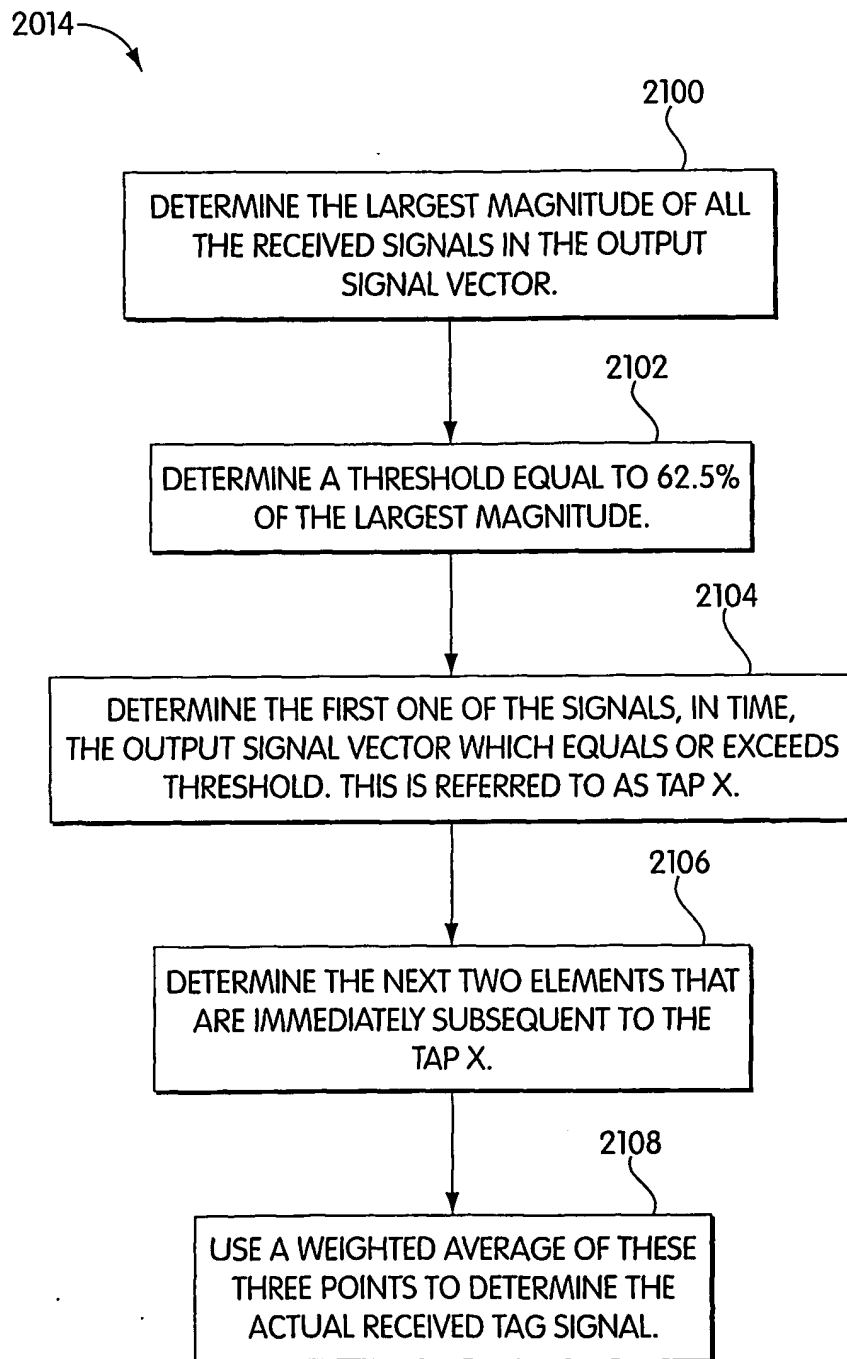 2014
2100
DETERMINE THE LARGEST MAGNITUDE OF ALL
THE RECEIVED SIGNALS IN THE OUTPUT
SIGNAL VECTOR.
2102
DETERMINE A THRESHOLD EQUAL TO 62.5%
OF THE LARGEST MAGNITUDE.
2104
DETERMINE THE FIRST ONE OF THE SIGNALS, IN TIME,
THE OUTPUT SIGNAL VECTOR WHICH EQUALS OR EXCEEDS
THRESHOLD. THIS IS REFERRED TO AS TAP X.
2106
DETERMINE THE NEXT TWO ELEMENTS THAT
ARE IMMEDIATELY SUBSEQUENT TO THE
TAP X.
2108
USE A WEIGHTED AVERAGE OF THESE
THREE POINTS TO DETERMINE THE
ACTUAL RECEIVED TAG SIGNAL.